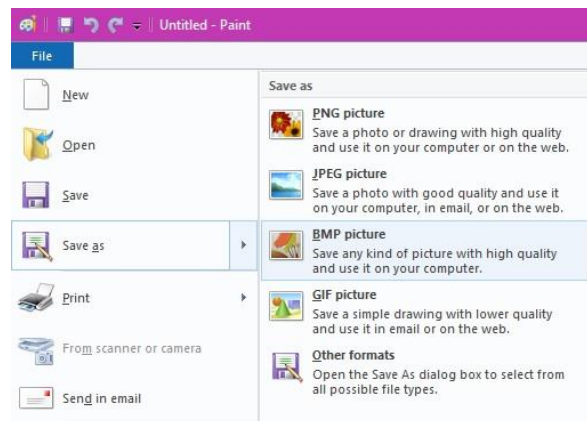 Untitled - Paint
File
New
Open
Save
Save as
Print
From scanner or camera
Send in email
Save as
PNG picture
Save a photo or drawing with high quality
and use it on your computer or on the web.
JPEG picture
Save a photo with good quality and use it
on your computer, in email, or on the web.
BMP picture
Save any kind of picture with high quality
and use it on your computer.
GIF picture
Save a simple drawing with lower quality
and use it in email or on the web.
Other formats
Open the Save As dialog box to select from
all possible file types.